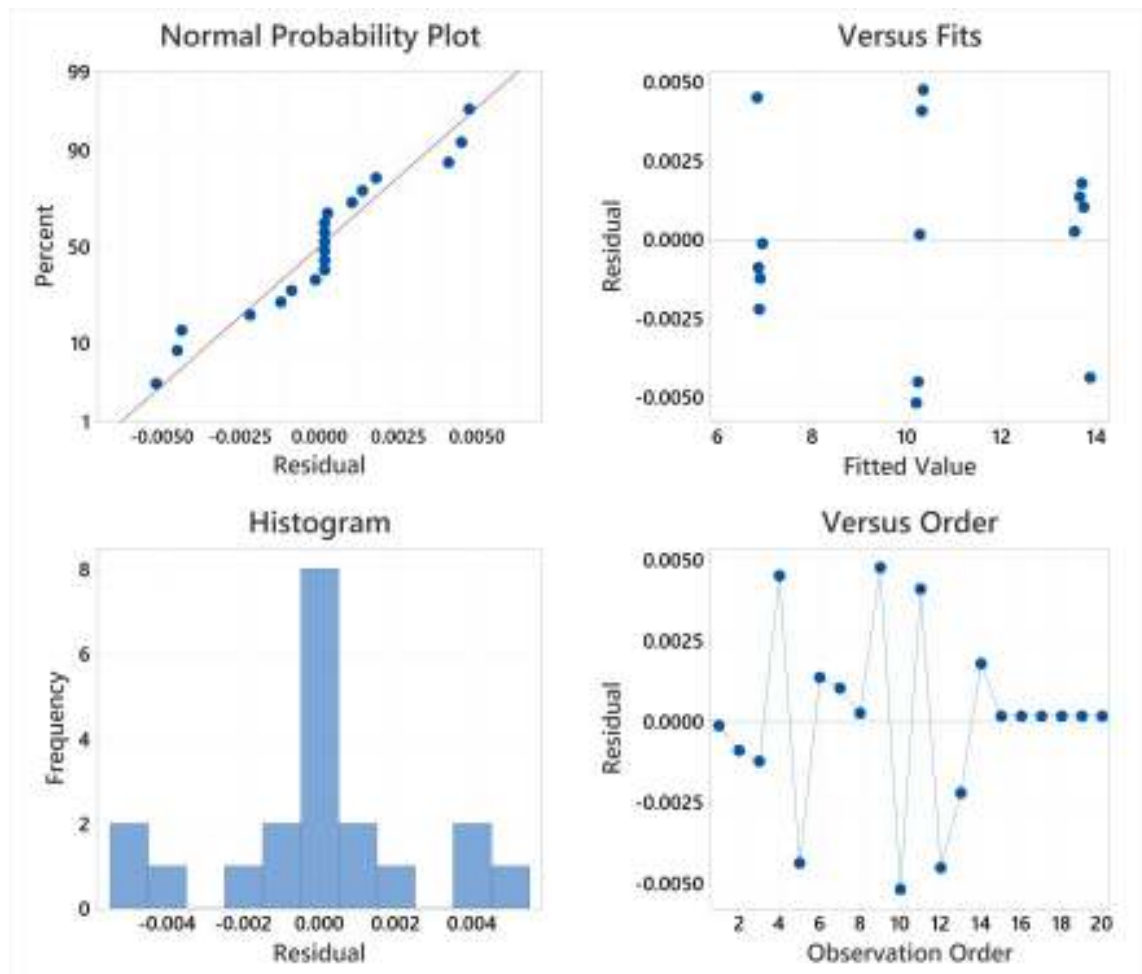 Normal Probability Plot
99
90
50
10
1
Percent
-0.0050 -0.0025 0.0000 0.0025 0.0050
Residual
Versus Fits
0.0050
0.0025
0.0000
-0.0025
-0.0050
Residual
6 8 10 12 14
Fitted Value
Histogram
8
6
4
2
0
Frequency
-0.004 -0.002 0.000 0.002 0.004
Residual
Versus Order
0.0050
0.0025
0.0000
-0.0025
-0.0050
Residual
2 4 6 8 10 12 14 16 18 20
Observation Order